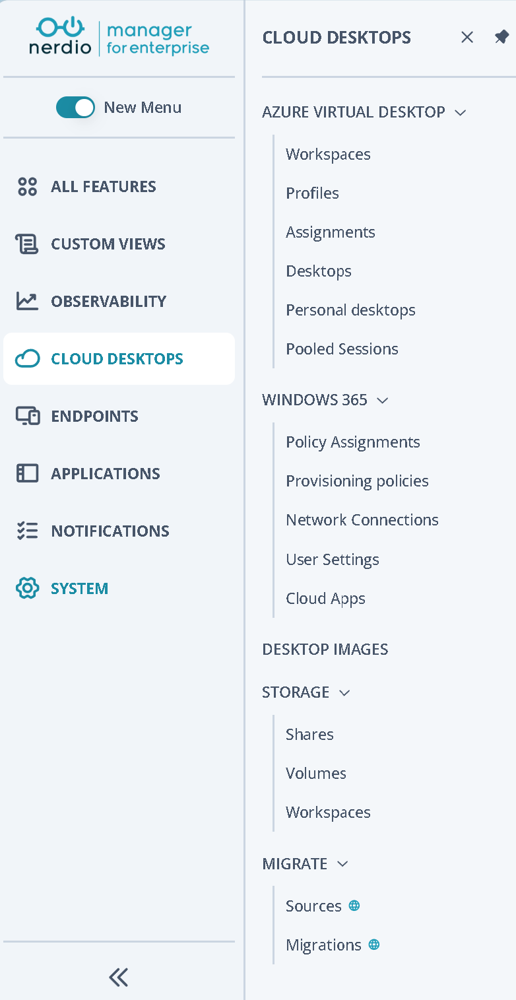 nerdio
manager
for enterprise
New Menu
ALL FEATURES
CUSTOM VIEWS
OBSERVABILITY
CLOUD DESKTOPS
ENDPOINTS
APPLICATIONS
NOTIFICATIONS
SYSTEM
CLOUD DESKTOPS
AZURE VIRTUAL DESKTOP
Workspaces
Profiles
Assignments
Desktops
Personal desktops
Pooled Sessions
WINDOWS 365
Policy Assignments
Provisioning policies
Network Connections
User Settings
Cloud Apps
DESKTOP IMAGES
STORAGE
Shares
Volumes
Workspaces
MIGRATE
Sources
Migrations